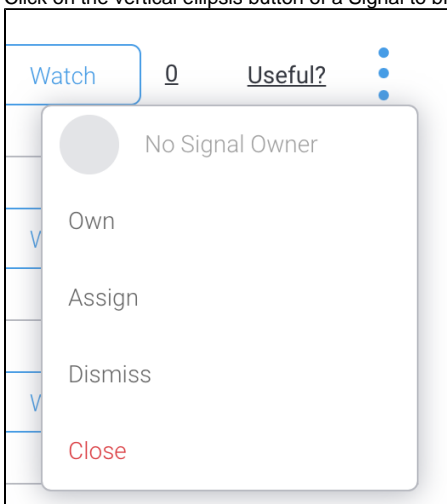 Click on the vertical ellipsis button of a Signal to b
Watch 0 Useful?
No Signal Owner
Own
W
Assign
Dismiss
W
Close